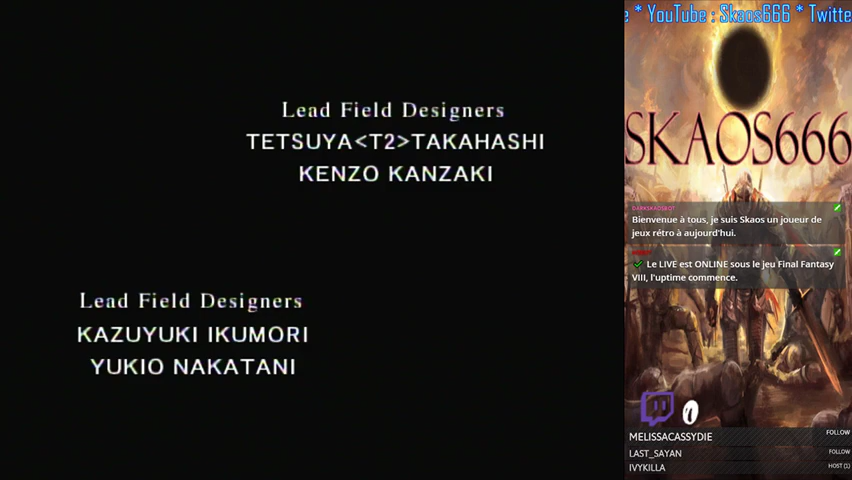 Lead Field Designers
TETSUYA<T2>TAKAHASHI
KENZO KANZAKI
Lead Field Designers
KAZUYUKI IKUMORI
YUKIO NAKATANI
* YouTube : Skaos666 * Twitte
SKAOS666
DARKSKAOSBOT
Bienvenue à tous, je suis Skaos un joueur de
jeux rétro à aujourd'hui.
Le LIVE est ONLINE sous le jeu Final Fantasy
VIII, l'uptime commence.
0
MELISSACASSYDIE FOLLOW
LAST_SAYAN FOLLOW
IVYKILLA HOST (1)